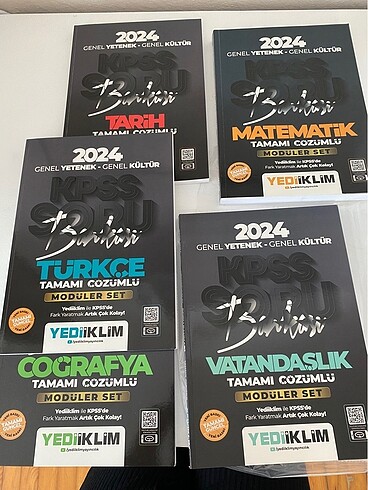 2024
GENEL YETENEK - GENEL KÜLTÜR
KPSS
SORU
Bankası
TARİH
TAMAMI ÇÖZÜMLÜ
2024
GENEL YETENEK - GENEL KÜLTÜR
KPSS
SORU
Bankası
MATEMATİK
TAMAMI ÇÖZÜMLÜ
MODÜLER SET
Yediiklim ile KPSS'de
Fark Yaratmak Artık Çok Kolay!
YEDİİKLİM
2024
GENEL YETENEK - GENEL KÜLTÜR
KPSS
SORU
Bankası
TÜRKÇE
TAMAMI ÇÖZÜMLÜ
MODÜLER SET
Yediiklim ile KPSS'de
Fark Yaratmak Artık Çok Kolay!
YEDİİKLİM
2024
GENEL YETENEK - GENEL KÜLTÜR
KPSS
SORU
Bankası
VATANDAŞLIK
TAMAMI ÇÖZÜMLÜ
MODÜLER SET
Yediiklim ile KPSS'de
Fark Yaratmak Artık Çok Kolay!
YEDİİKLİM
/yediiklimyayincilik
COĞRAFYA
TAMAMI ÇÖZÜMLÜ
MODÜLER SET
Yediiklim ile KPSS'de
Fark Yaratmak Artık Çok Kolay!
YEDİİKLİM
/yediiklimyayincilik